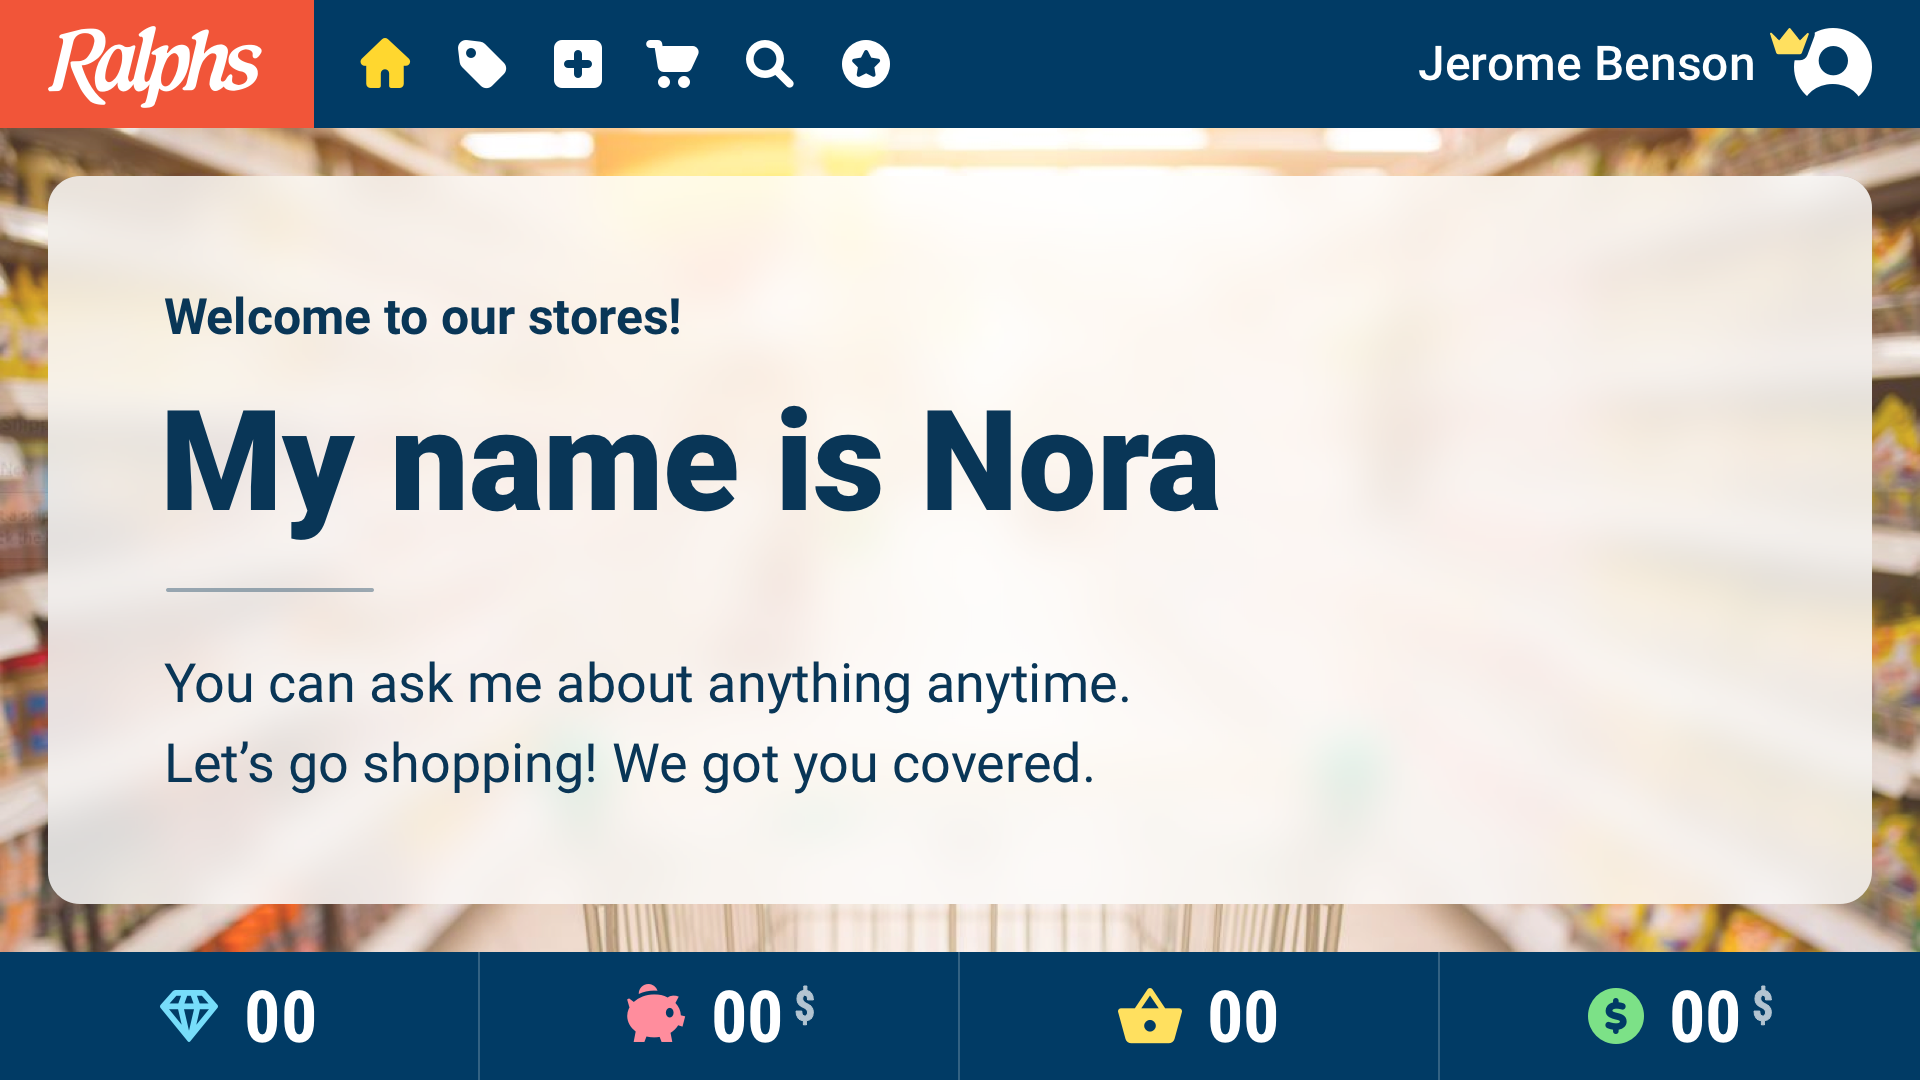 Ralphs
Jerome Benson
Welcome to our stores!
My name is Nora
You can ask me about anything anytime.
Let’s go shopping! We got you covered.
00
00 $
00
00 $